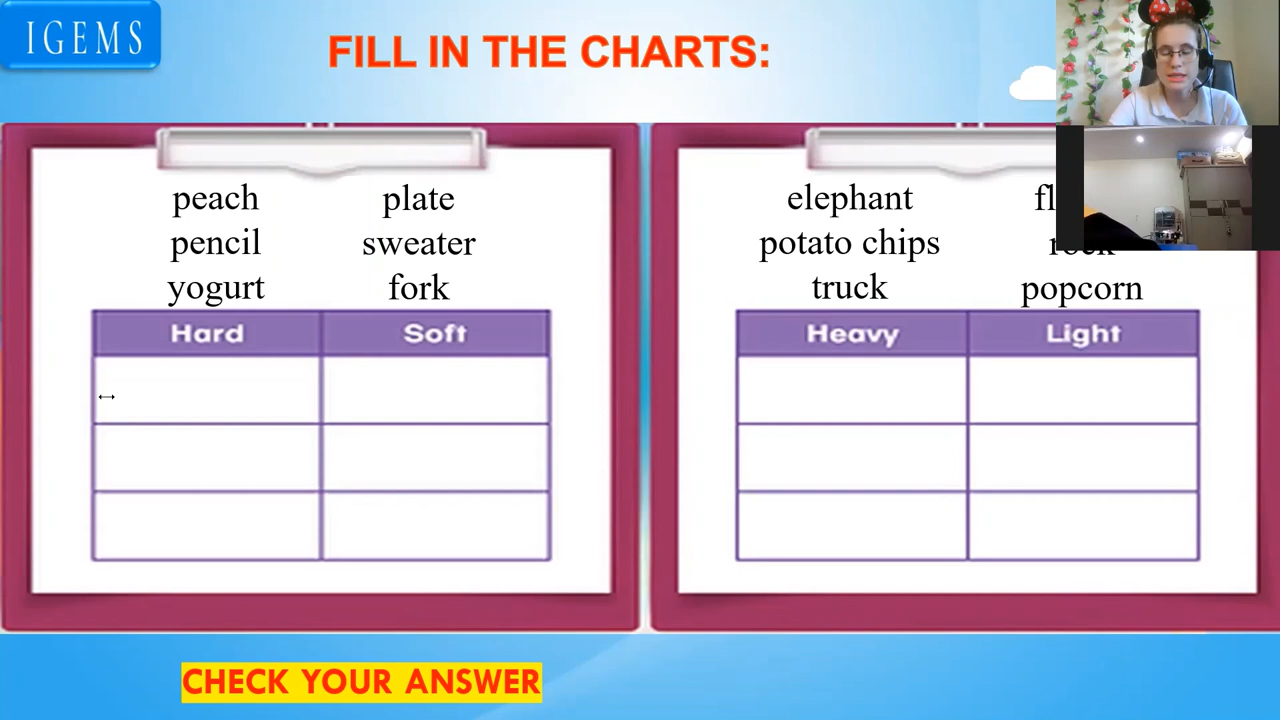 IGEMS
FILL IN THE CHARTS:
peach plate
pencil sweater
yogurt fork
Hard Soft
elephant
potato chips rock
truck popcorn
Heavy Light
CHECK YOUR ANSWER